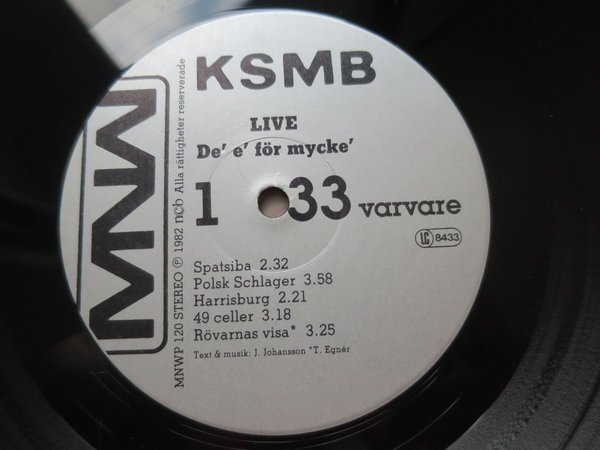 KSMB
LIVE
De' e' för mycke'
1 33 varvare
LC 8433
Spatsiba 2.32
Polsk Schlager 3.58
Harrisburg 2.21
49 celler 3.18
Rövarnas visa* 3.25
Text & musik: J. Johansson *T. Egnér
MNW
MNWP 120 STEREO Ⓟ 1982 ncb Alla rättigheter reserverade